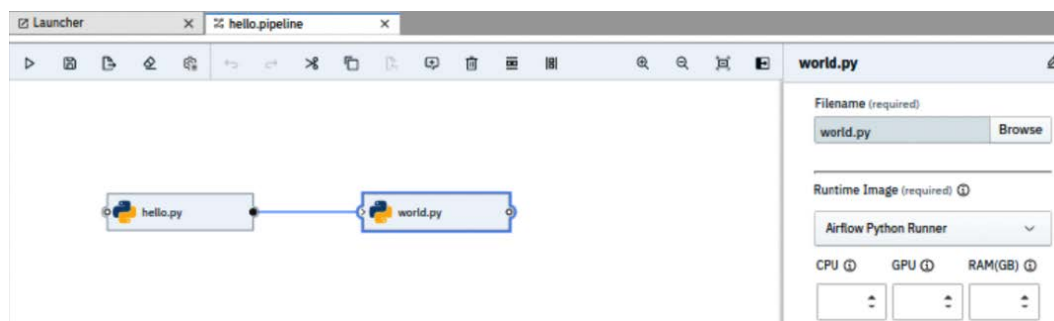 Launcher
hello.pipeline
world.py
Filename (required)
world.py
Browse
hello.py
world.py
Runtime Image (required)
Airflow Python Runner
CPU
GPU
RAM(GB)